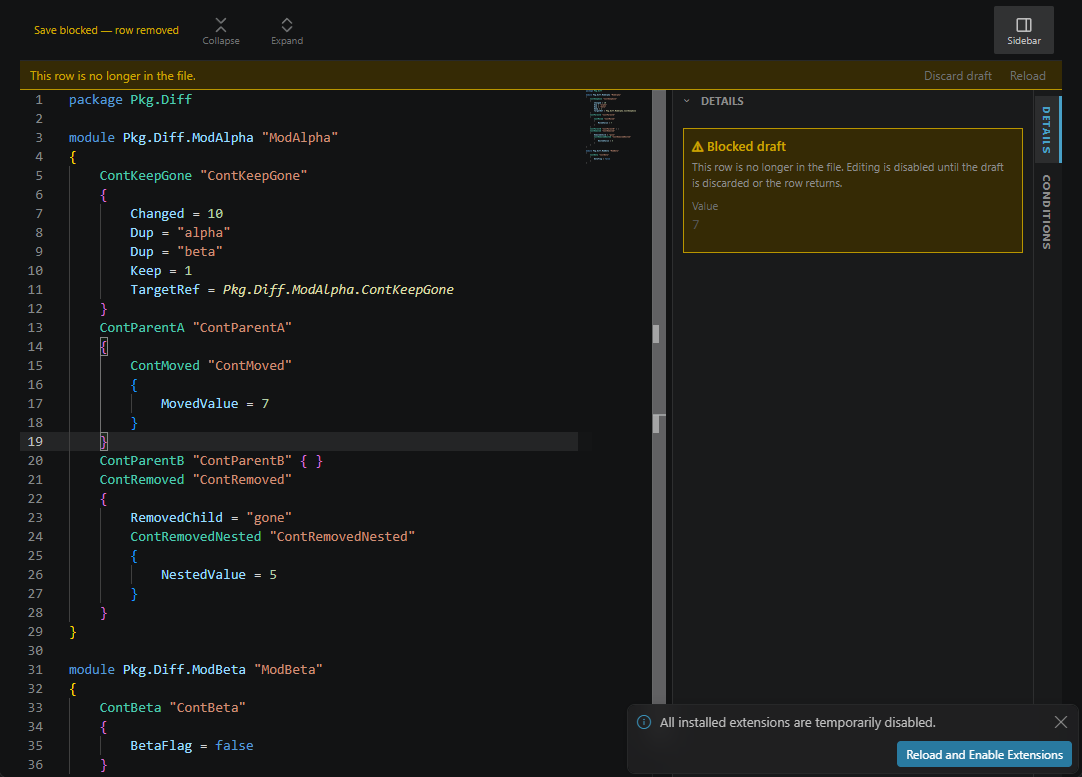 Save blocked — row removed
Collapse
Expand
Sidebar
This row is no longer in the file.
Discard draft
Reload
1 package Pkg.Diff
2
3 module Pkg.Diff.ModAlpha "ModAlpha"
4 {
5 ContKeepGone "ContKeepGone"
6 {
7 Changed = 10
8 Dup = "alpha"
9 Dup = "beta"
10 Keep = 1
11 TargetRef = Pkg.Diff.ModAlpha.ContKeepGone
12 }
13 ContParentA "ContParentA"
14 {
15 ContMoved "ContMoved"
16 {
17 MovedValue = 7
18 }
19 }
20 ContParentB "ContParentB" { }
21 ContRemoved "ContRemoved"
22 {
23 RemovedChild = "gone"
24 ContRemovedNested "ContRemovedNested"
25 {
26 NestedValue = 5
27 }
28 }
29 }
30
31 module Pkg.Diff.ModBeta "ModBeta"
32 {
33 ContBeta "ContBeta"
34 {
35 BetaFlag = false
36 }
DETAILS
Blocked draft
This row is no longer in the file. Editing is disabled until the draft
is discarded or the row returns.
Value
7
DETAILS
CONDITIONS
All installed extensions are temporarily disabled.
Reload and Enable Extensions